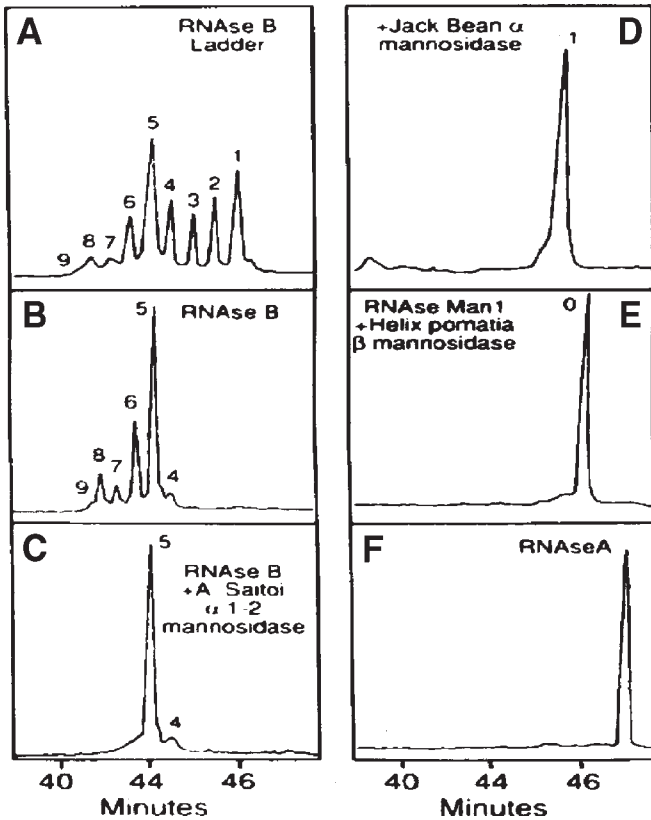 A
RNAse B
Ladder
9
8
7
6
5
4
3
2
1
B
RNAse B
9
8
7
6
5
4
C
5
RNAse B
+A Saitoi
α 1-2
mannosidase
4
40 44 46
Minutes
D
+Jack Bean α
mannosidase
1
E
RNAse Man1
+Helix pomatia
β mannosidase
0
F
RNAseA
40 44 46
Minutes